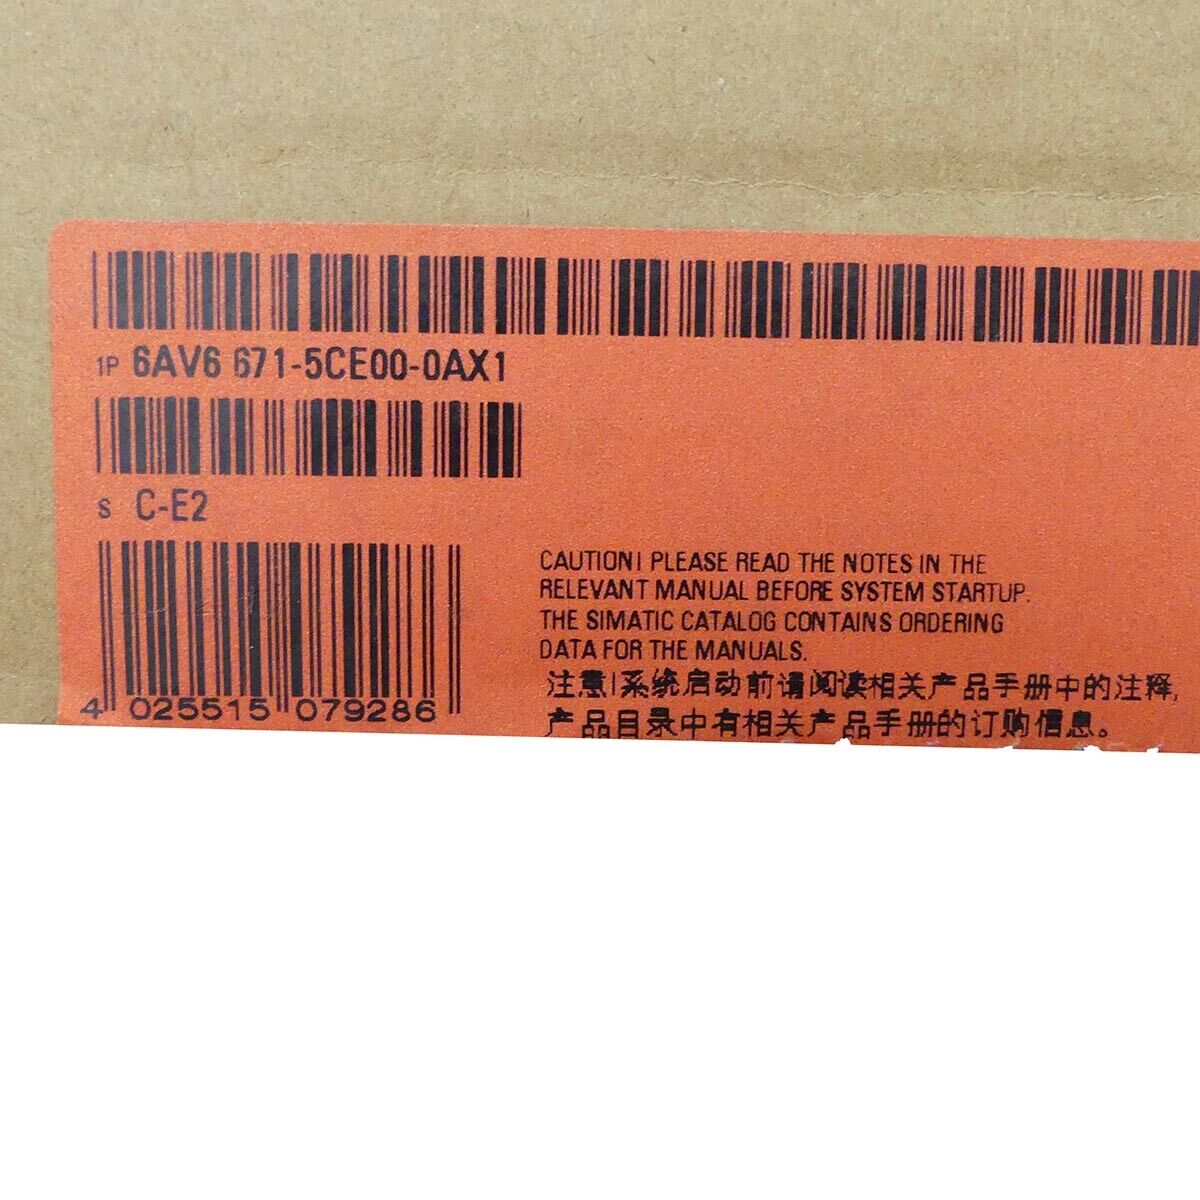 1P 6AV6 671-5CE00-0AX1
S C-E2
4 025515 079286
CAUTION! PLEASE READ THE NOTES IN THE
RELEVANT MANUAL BEFORE SYSTEM STARTUP.
THE SIMATIC CATALOG CONTAINS ORDERING
DATA FOR THE MANUALS.
注意!系统启动前请阅读相关产品手册中的注释,
产品目录中有相关产品手册的订购信息。